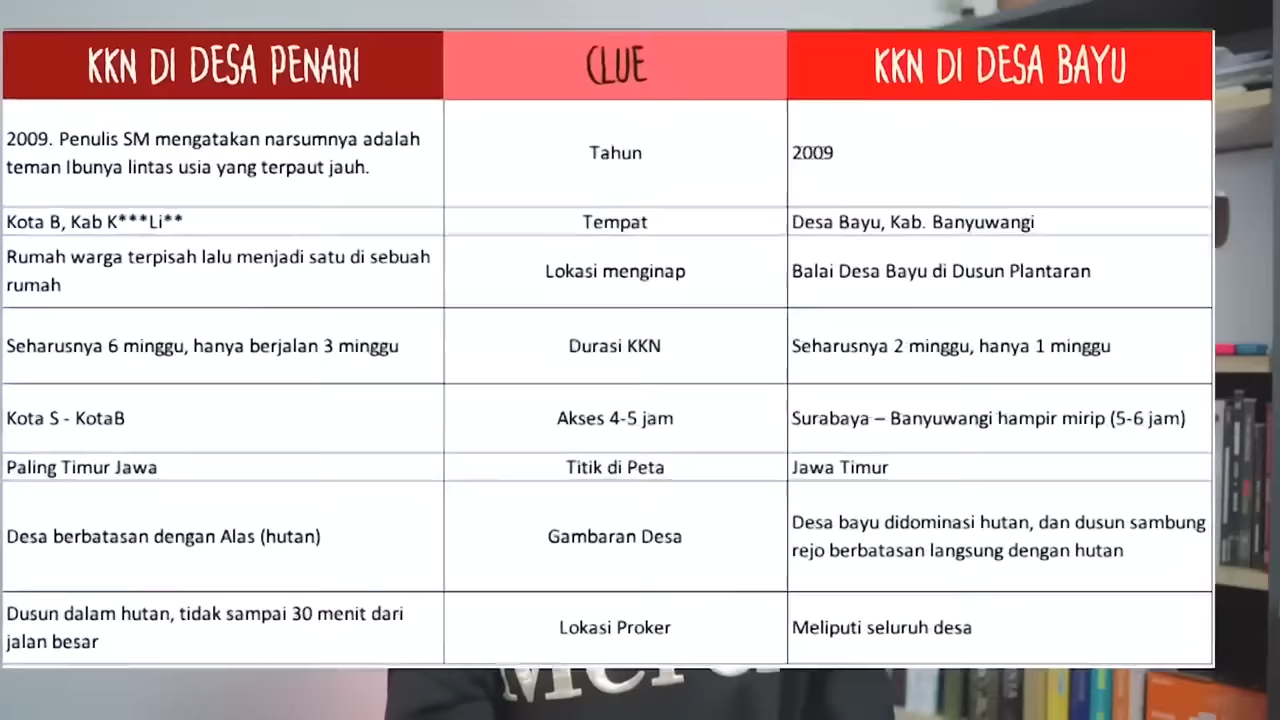 KKN DI DESA PENARI CLUE KKN DI DESA BAYU
2009. Penulis SM mengatakan narsumnya adalah
teman Ibunya lintas usia yang terpaut jauh.
Tahun
2009
Kota B, Kab K***Li**
Tempat
Desa Bayu, Kab. Banyuwangi
Rumah warga terpisah lalu menjadi satu di sebuah
rumah
Lokasi menginap
Balai Desa Bayu di Dusun Plantaran
Seharusnya 6 minggu, hanya berjalan 3 minggu
Durasi KKN
Seharusnya 2 minggu, hanya 1 minggu
Kota S - KotaB
Akses 4-5 jam
Surabaya – Banyuwangi hampir mirip (5-6 jam)
Paling Timur Jawa
Titik di Peta
Jawa Timur
Desa berbatasan dengan Alas (hutan)
Gambaran Desa
Desa bayu didominasi hutan, dan dusun sambung
rejo berbatasan langsung dengan hutan
Dusun dalam hutan, tidak sampai 30 menit dari
jalan besar
Lokasi Proker
Meliputi seluruh desa